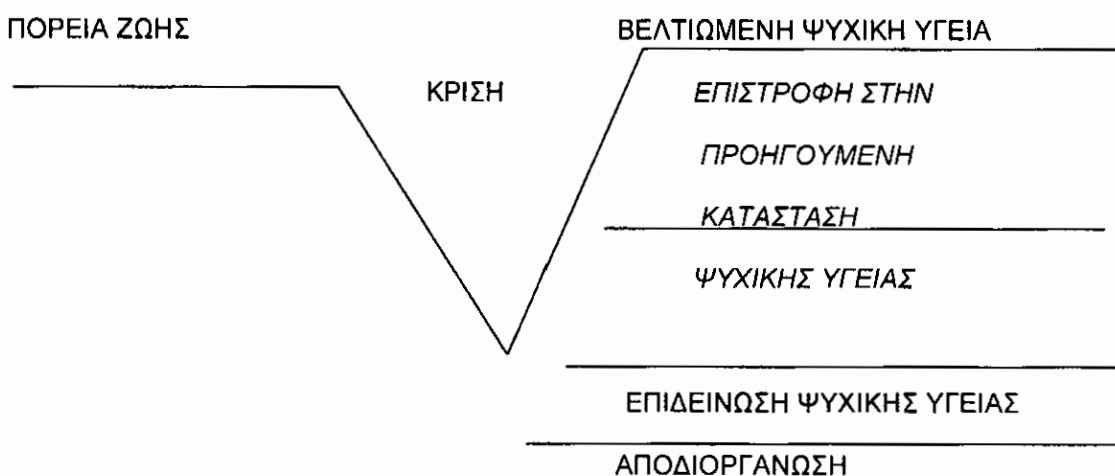 ΠΟΡΕΙΑ ΖΩΗΣ
ΒΕΛΤΙΩΜΕΝΗ ΨΥΧΙΚΗ ΥΓΕΙΑ
ΚΡΙΣΗ
ΕΠΙΣΤΡΟΦΗ ΣΤΗΝ
ΠΡΟΗΓΟΥΜΕΝΗ
ΚΑΤΑΣΤΑΣΗ
ΨΥΧΙΚΗΣ ΥΓΕΙΑΣ
ΕΠΙΔΕΙΝΩΣΗ ΨΥΧΙΚΗΣ ΥΓΕΙΑΣ
ΑΠΟΔΙΟΡΓΑΝΩΣΗ